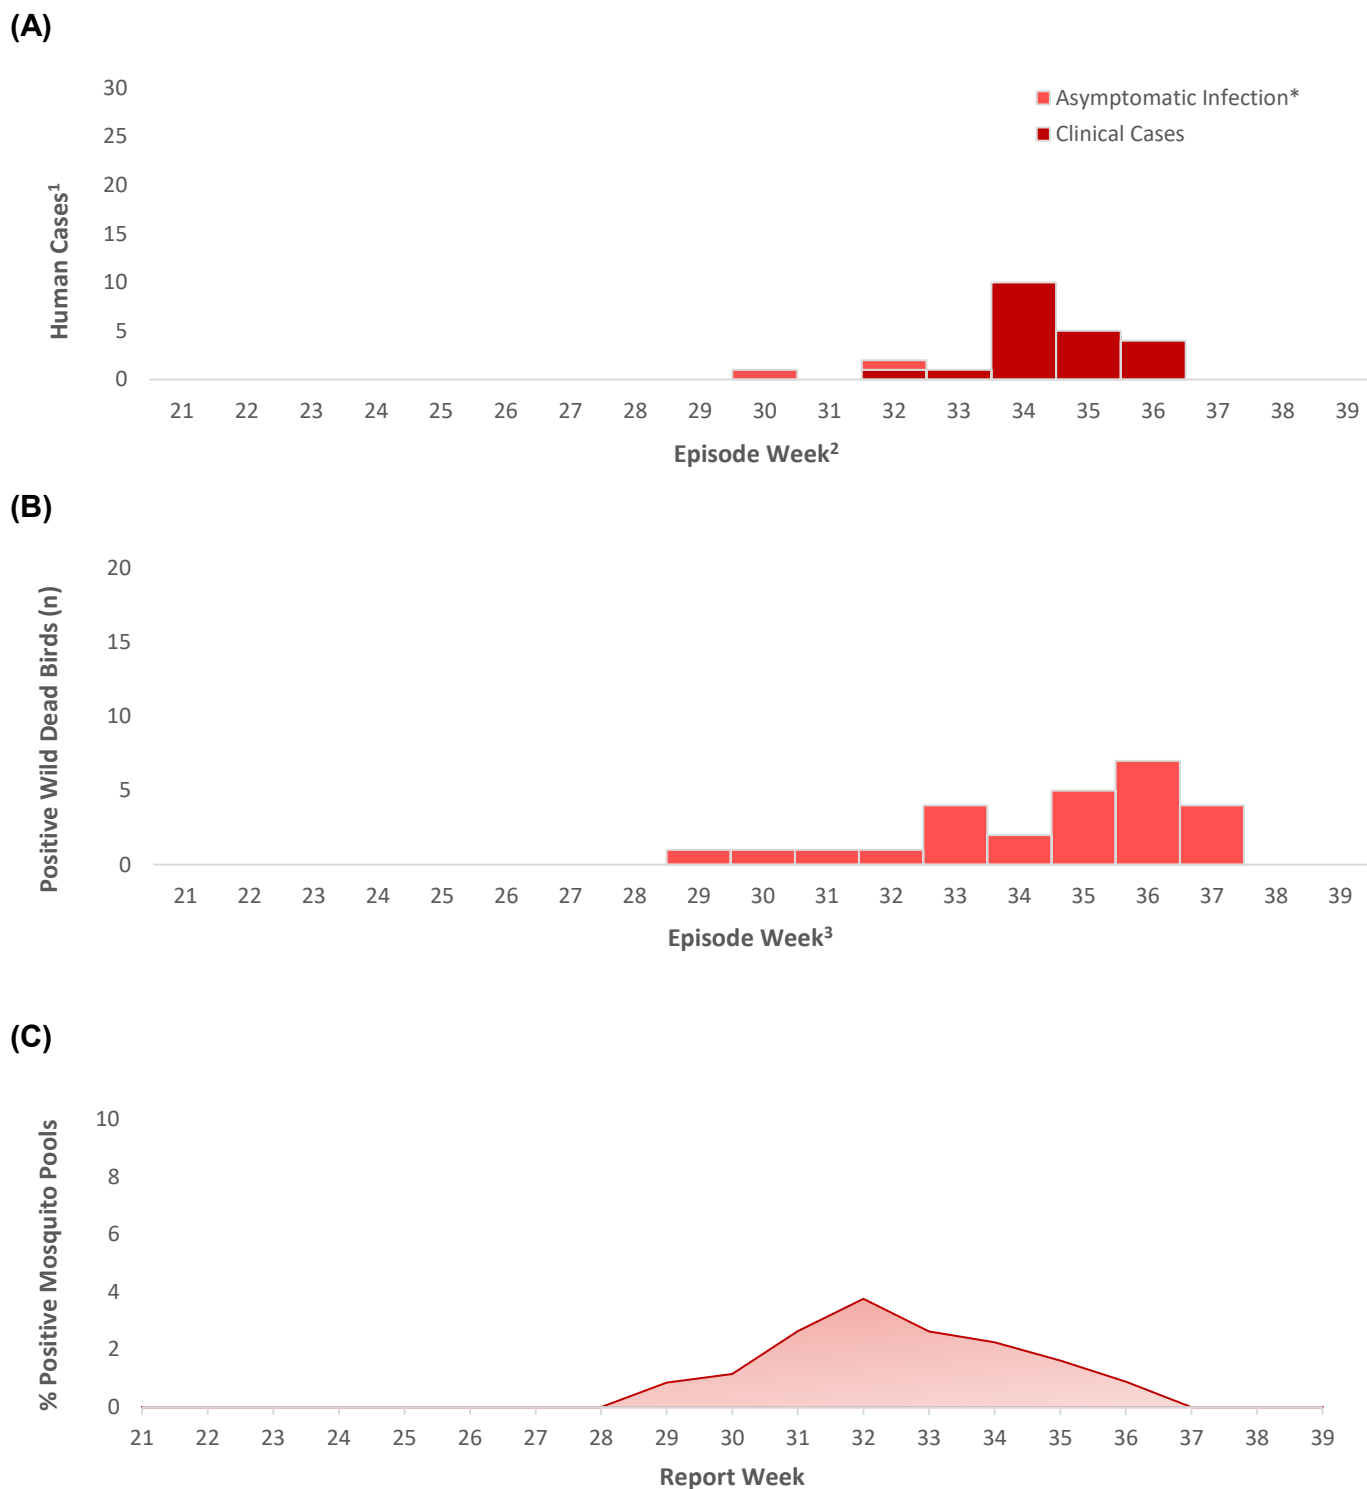 (A)
30
25
20
15
10
5
0
Human Cases¹
Asymptomatic Infection*
Clinical Cases
21 22 23 24 25 26 27 28 29 30 31 32 33 34 35 36 37 38 39
Episode Week²
(B)
20
15
10
5
0
Positive Wild Dead Birds (n)
21 22 23 24 25 26 27 28 29 30 31 32 33 34 35 36 37 38 39
Episode Week³
(C)
10
8
6
4
2
0
% Positive Mosquito Pools
21 22 23 24 25 26 27 28 29 30 31 32 33 34 35 36 37 38 39
Report Week